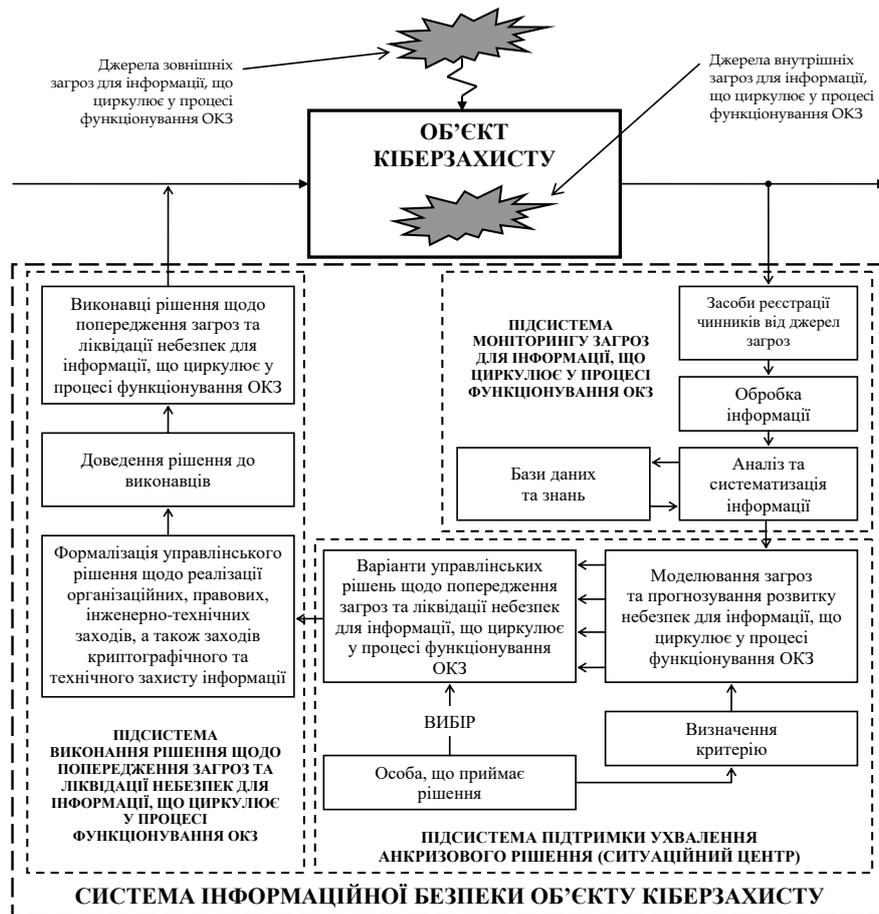 Джерела зовнішніх
загроз для інформації, що
циркулює у процесі
функціонування ОКЗ
Джерела внутрішніх
загроз для інформації,
що циркулює у процесі
функціонування ОКЗ
ОБ’ЄКТ
КІБЕРЗАХИСТУ
Виконавці рішення щодо
попередження загроз та
ліквідації небезпек для
інформації, що циркулює у
процесі функціонування ОКЗ
Доведення рішення до
виконавців
Формалізація управлінського
рішення щодо реалізації
організаційних, правових,
інженерно-технічних
заходів, а також заходів
криптографічного та
технічного захисту інформації
ПІДСИСТЕМА
ВИКОНАННЯ РІШЕННЯ ЩОДО
ПОПЕРЕДЖЕННЯ ЗАГРОЗ ТА
ЛІКВІДАЦІЇ НЕБЕЗПЕК ДЛЯ
ІНФОРМАЦІЇ, ЩО ЦИРКУЛЮЄ
У ПРОЦЕСІ
ФУНКЦІОНУВАННЯ ОКЗ
ПІДСИСТЕМА
МОНІТОРИНГУ ЗАГРОЗ
ДЛЯ ІНФОРМАЦІЇ, ЩО
ЦИРКУЛЮЄ У ПРОЦЕСІ
ФУНКЦІОНУВАННЯ ОКЗ
Засоби реєстрації
чинників від джерел
загроз
Обробка
інформації
Бази даних
та знань
Аналіз та
систематизація
інформації
Варіанти управлінських
рішень щодо попередження
загроз та ліквідації небезпек
для інформації, що циркулює
у процесі функціонування
ОКЗ
Моделювання загроз
та прогнозування розвитку
небезпек для інформації, що
циркулює у процесі
функціонування ОКЗ
ВИБІР
Визначення
критерію
Особа, що приймає
рішення
ПІДСИСТЕМА ПІДТРИМКИ УХВАЛЕННЯ
АНКРИЗОВОГО РІШЕННЯ (СИТУАЦІЙНИЙ ЦЕНТР)
СИСТЕМА ІНФОРМАЦІЙНОЇ БЕЗПЕКИ ОБ’ЄКТУ КІБЕРЗАХИСТУ